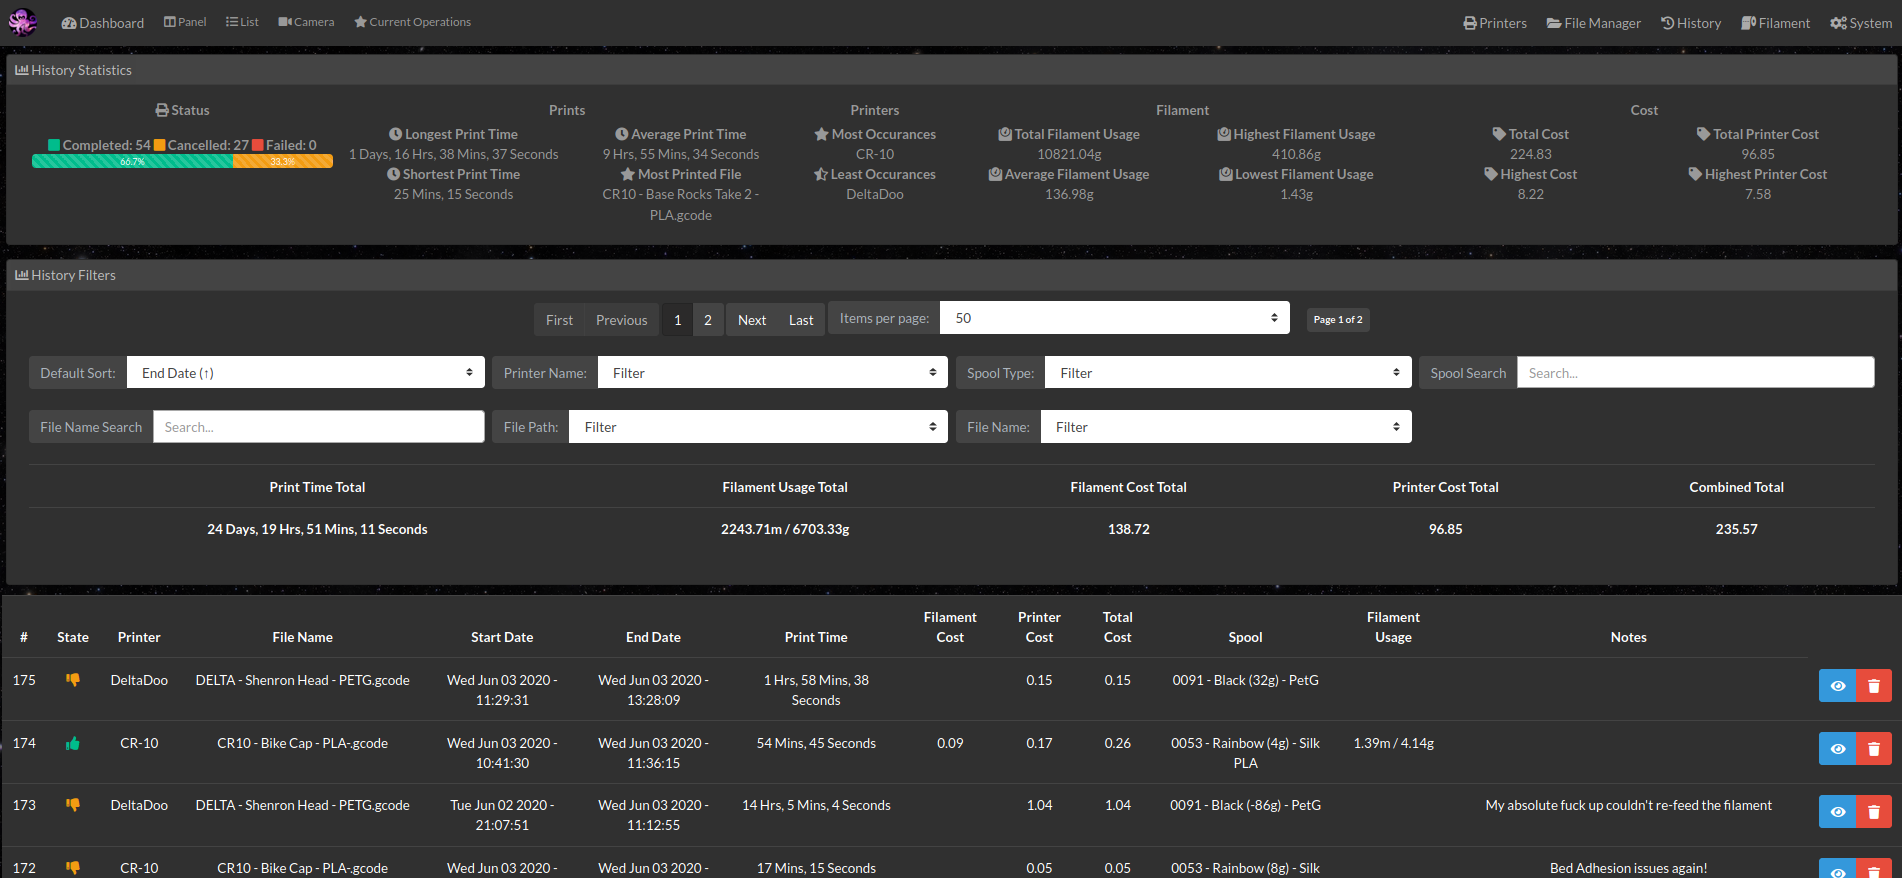 Dashboard Panel List Camera Current Operations Printers File Manager History Filament System
History Statistics
Status
Completed: 54 Cancelled: 27 Failed: 0
66.7% 33.3%
Prints
Longest Print Time
1 Days, 16 Hrs, 38 Mins, 37 Seconds
Shortest Print Time
25 Mins, 15 Seconds
Average Print Time
9 Hrs, 55 Mins, 34 Seconds
Most Printed File
CR10 - Base Rocks Take 2 -
PLA.gcode
Printers
Most Occurances
CR-10
Least Occurances
DeltaDoo
Filament
Total Filament Usage
10821.04g
Average Filament Usage
136.98g
Highest Filament Usage
410.86g
Lowest Filament Usage
1.43g
Cost
Total Cost
224.83
Highest Cost
8.22
Total Printer Cost
96.85
Highest Printer Cost
7.58
History Filters
First Previous 1 2 Next Last Items per page: 50 Page 1 of 2
Default Sort: End Date (↑) Printer Name: Filter Spool Type: Filter Spool Search Search...
File Name Search Search... File Path: Filter File Name: Filter
Print Time Total Filament Usage Total Filament Cost Total Printer Cost Total Combined Total
24 Days, 19 Hrs, 51 Mins, 11 Seconds 2243.71m / 6703.33g 138.72 96.85 235.57
# State Printer File Name Start Date End Date Print Time Filament Cost Printer Cost Total Cost Spool Filament Usage Notes
175 DeltaDoo DELTA - Shenron Head - PETG.gcode Wed Jun 03 2020 - Wed Jun 03 2020 - 1 Hrs, 58 Mins, 38 0.15 0.15 0091 - Black (32g) - PetG
11:29:31 13:28:09 Seconds
174 CR-10 CR10 - Bike Cap - PLA-.gcode Wed Jun 03 2020 - Wed Jun 03 2020 - 54 Mins, 45 Seconds 0.09 0.17 0.26 0053 - Rainbow (4g) - Silk 1.39m / 4.14g
10:41:30 11:36:15 PLA
173 DeltaDoo DELTA - Shenron Head - PETG.gcode Tue Jun 02 2020 - Wed Jun 03 2020 - 14 Hrs, 5 Mins, 4 Seconds 1.04 1.04 0091 - Black (-86g) - PetG My absolute fuck up couldn't re-feed the filament
21:07:51 11:12:55
172 CR-10 CR10 - Bike Cap - PLA-.gcode Wed Jun 03 2020 - Wed Jun 03 2020 - 17 Mins, 15 Seconds 0.05 0.05 0053 - Rainbow (8g) - Silk Bed Adhesion issues again!